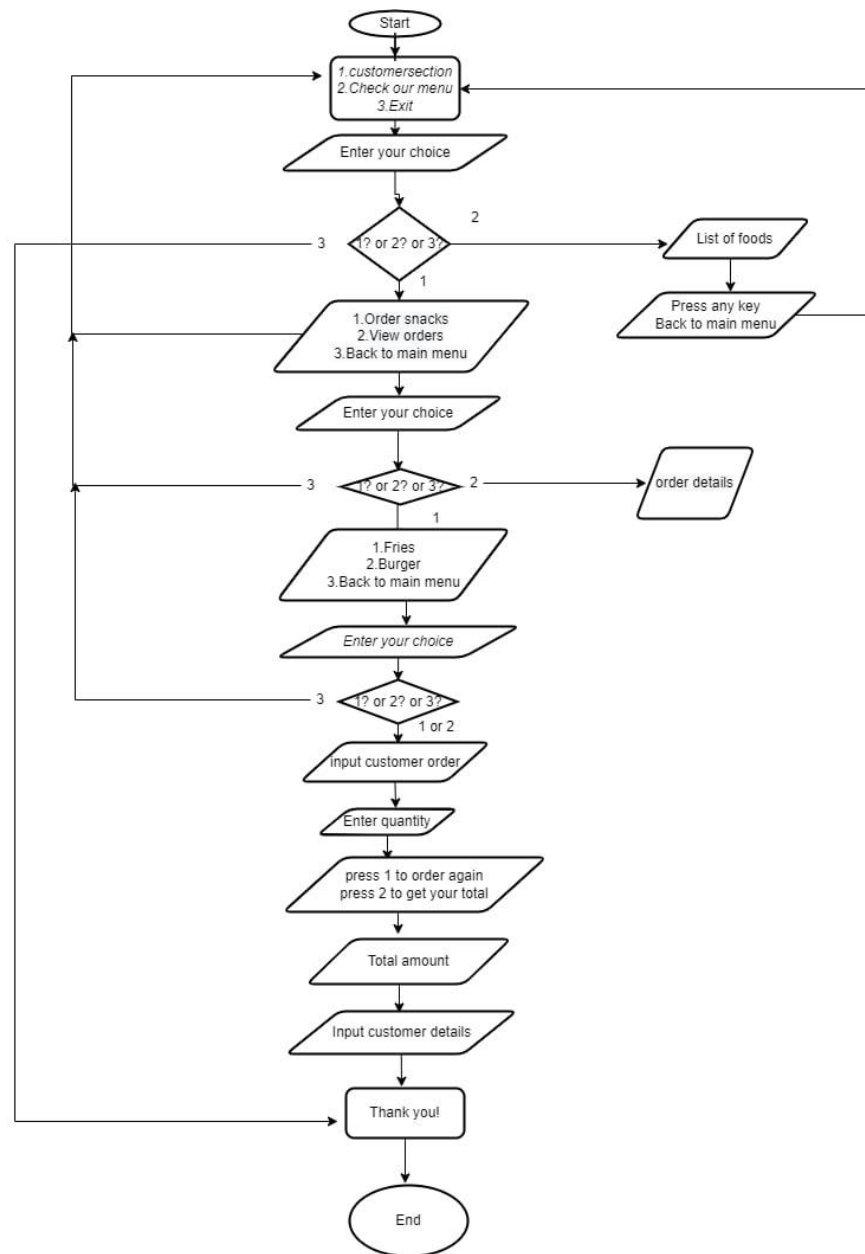 Start
1.customersection
2.Check our menu
3.Exit
Enter your choice
2
3
1? or 2? or 3?
List of foods
1
Press any key
Back to main menu
1.Order snacks
2.View orders
3.Back to main menu
Enter your choice
3
1? or 2? or 3?
2
order details
1
1.Fries
2.Burger
3.Back to main menu
Enter your choice
3
1? or 2? or 3?
1 or 2
input customer order
Enter quantity
press 1 to order again
press 2 to get your total
Total amount
Input customer details
Thank you!
End